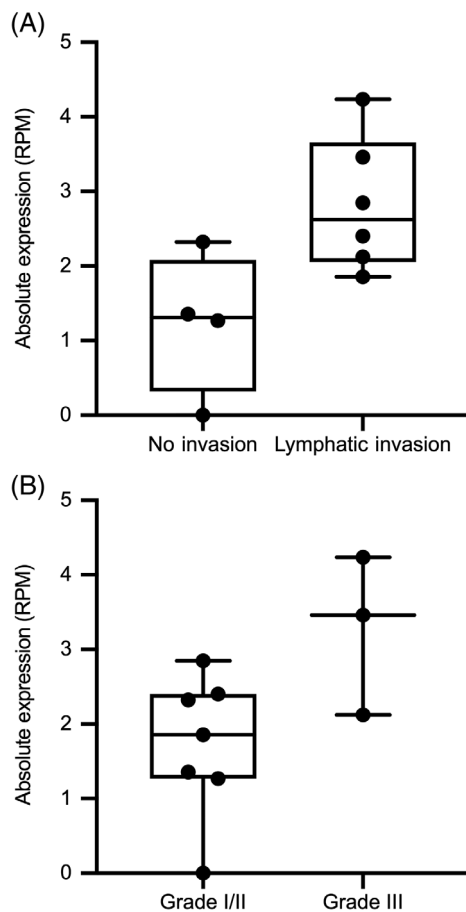 (A)
Absolute expression (RPM)
5
4
3
2
1
0
No invasion
Lymphatic invasion
(B)
Absolute expression (RPM)
5
4
3
2
1
0
Grade I/II
Grade III